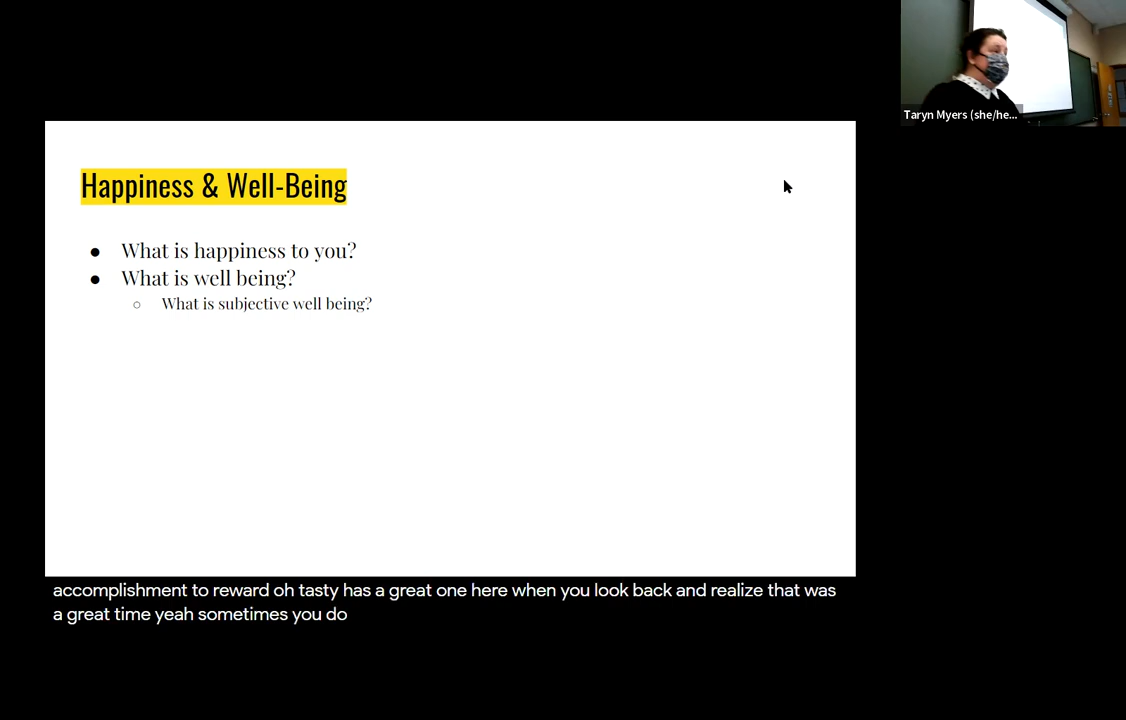 Taryn Myers (she/he...
Happiness & Well-Being
● What is happiness to you?
● What is well being?
○ What is subjective well being?
accomplishment to reward oh tasty has a great one here when you look back and realize that was
a great time yeah sometimes you do